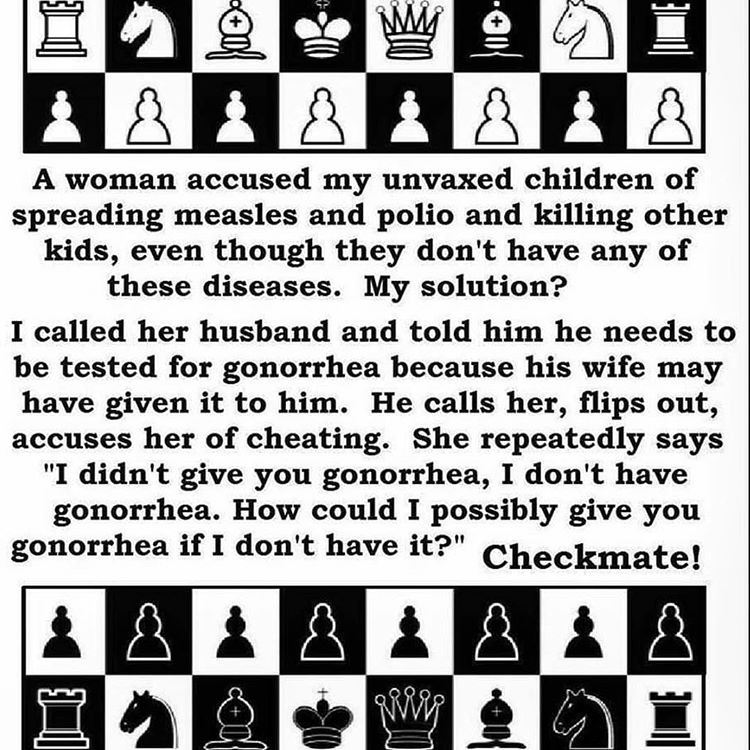 A woman accused my unvaxed children of
spreading measles and polio and killing other
kids, even though they don't have any of
these diseases. My solution?
I called her husband and told him he needs to
be tested for gonorrhea because his wife may
have given it to him. He calls her, flips out,
accuses her of cheating. She repeatedly says
"I didn't give you gonorrhea, I don't have
gonorrhea. How could I possibly give you
gonorrhea if I don't have it?" Checkmate!